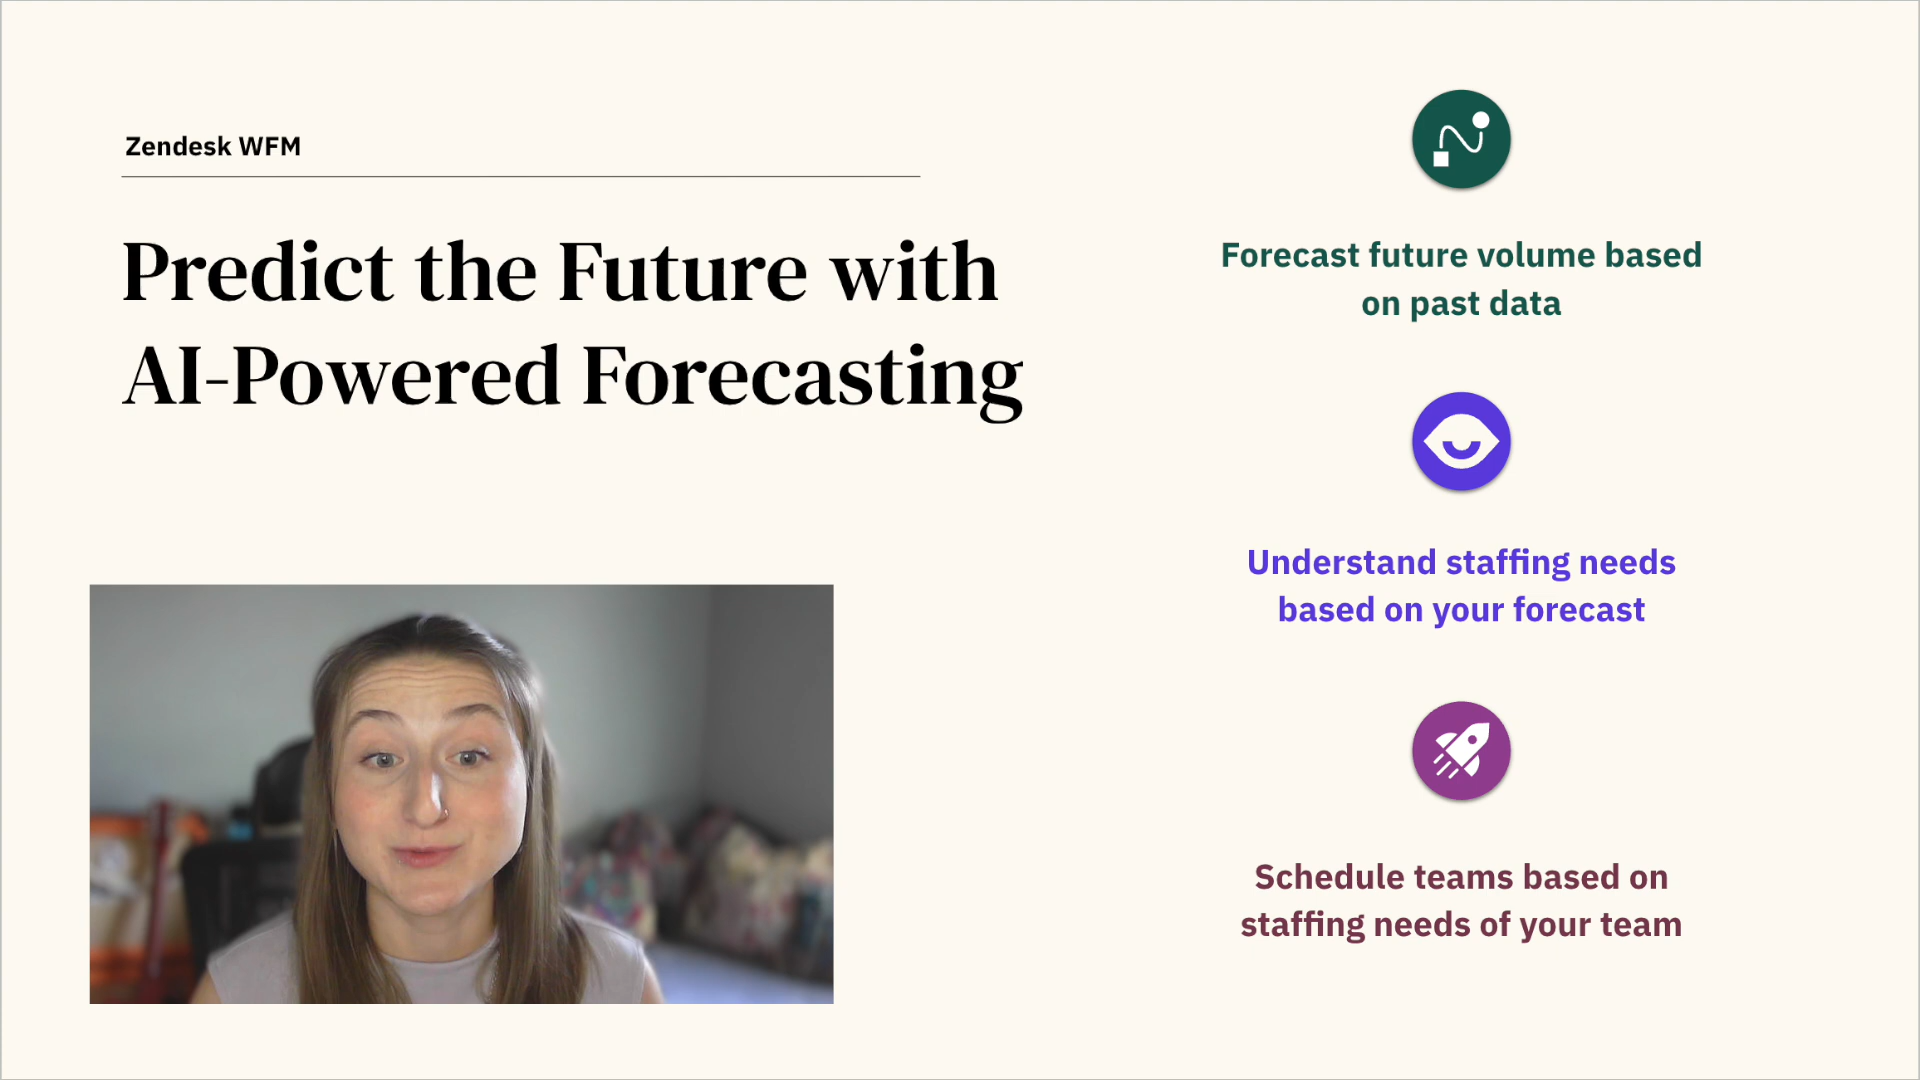 Zendesk WFM
Predict the Future with
AI-Powered Forecasting
Forecast future volume based
on past data
Understand staffing needs
based on your forecast
Schedule teams based on
staffing needs of your team